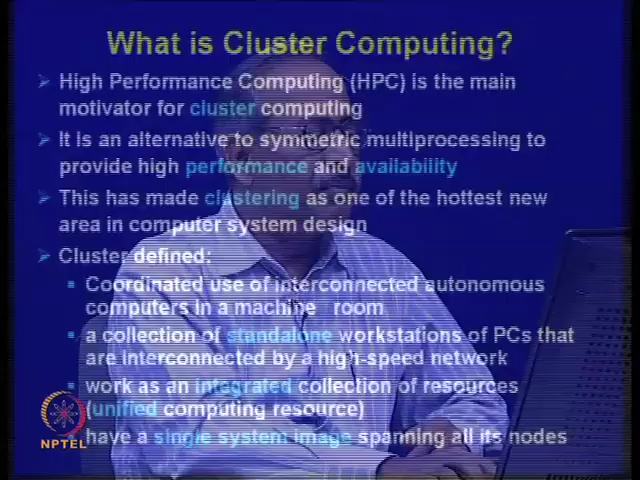 What is Cluster Computing?
High Performance Computing (HPC) is the main
motivator for cluster computing
It is an alternative to symmetric multiprocessing to
provide high performance and availability
This has made clustering as one of the hottest new
area in computer system design
Cluster defined:
Coordinated use of interconnected autonomous
computers in a machine room
a collection of standalone workstations of PCs that
are interconnected by a high-speed network
work as an integrated collection of resources
(unified computing resource)
have a single system image spanning all its nodes
NPTEL